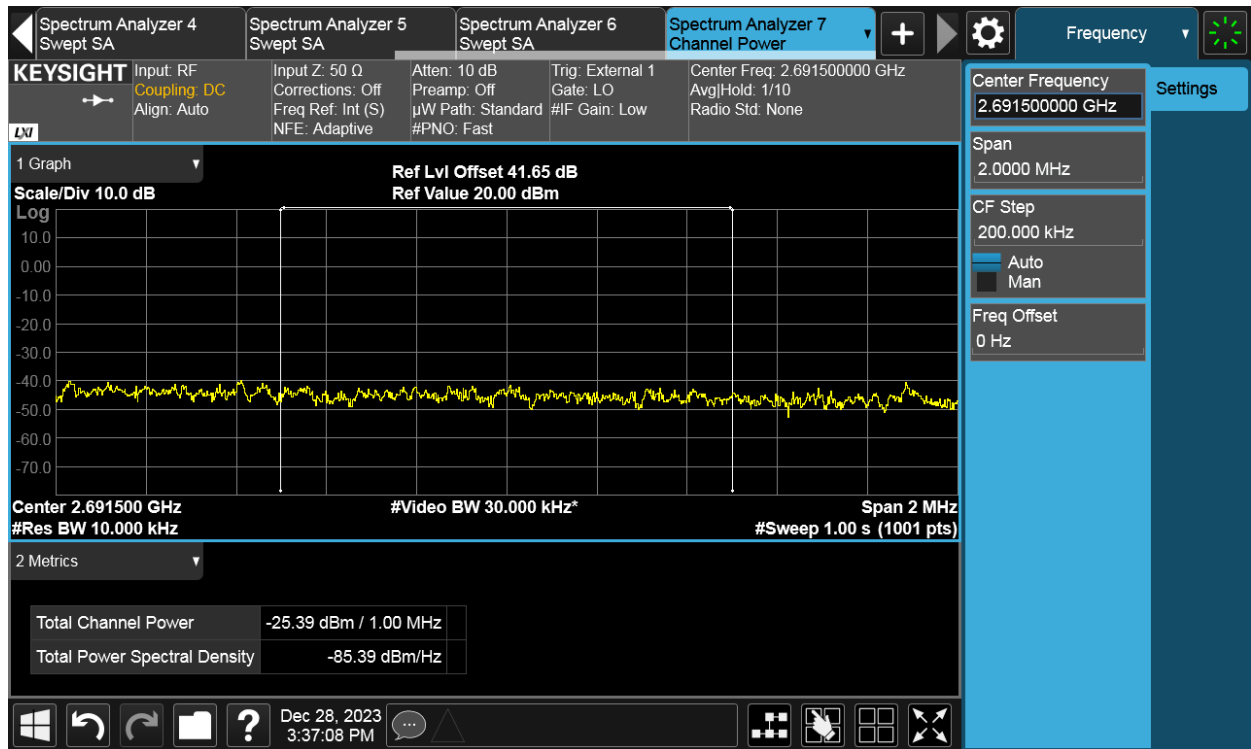 Spectrum Analyzer 4
Swept SA
Spectrum Analyzer 5
Swept SA
Spectrum Analyzer 6
Swept SA
Spectrum Analyzer 7
Channel Power
Frequency
KEYSIGHT
LXI
Input: RF
Coupling: DC
Align: Auto
Input Z: 50 Ω
Corrections: Off
Freq Ref: Int (S)
NFE: Adaptive
Atten: 10 dB
Preamp: Off
µW Path: Standard
#PNO: Fast
Trig: External 1
Gate: LO
#IF Gain: Low
Center Freq: 2.691500000 GHz
Avg|Hold: 1/10
Radio Std: None
Center Frequency
2.691500000 GHz
Settings
Span
2.0000 MHz
CF Step
200.000 kHz
Auto
Man
Freq Offset
0 Hz
1 Graph
Scale/Div 10.0 dB
Ref Lvl Offset 41.65 dB
Ref Value 20.00 dBm
Log
10.0
0.00
-10.0
-20.0
-30.0
-40.0
-50.0
-60.0
-70.0
Center 2.691500 GHz
#Video BW 30.000 kHz*
Span 2 MHz
#Res BW 10.000 kHz
#Sweep 1.00 s (1001 pts)
2 Metrics
Total Channel Power -25.39 dBm / 1.00 MHz
Total Power Spectral Density -85.39 dBm/Hz
?
Dec 28, 2023
3:37:08 PM